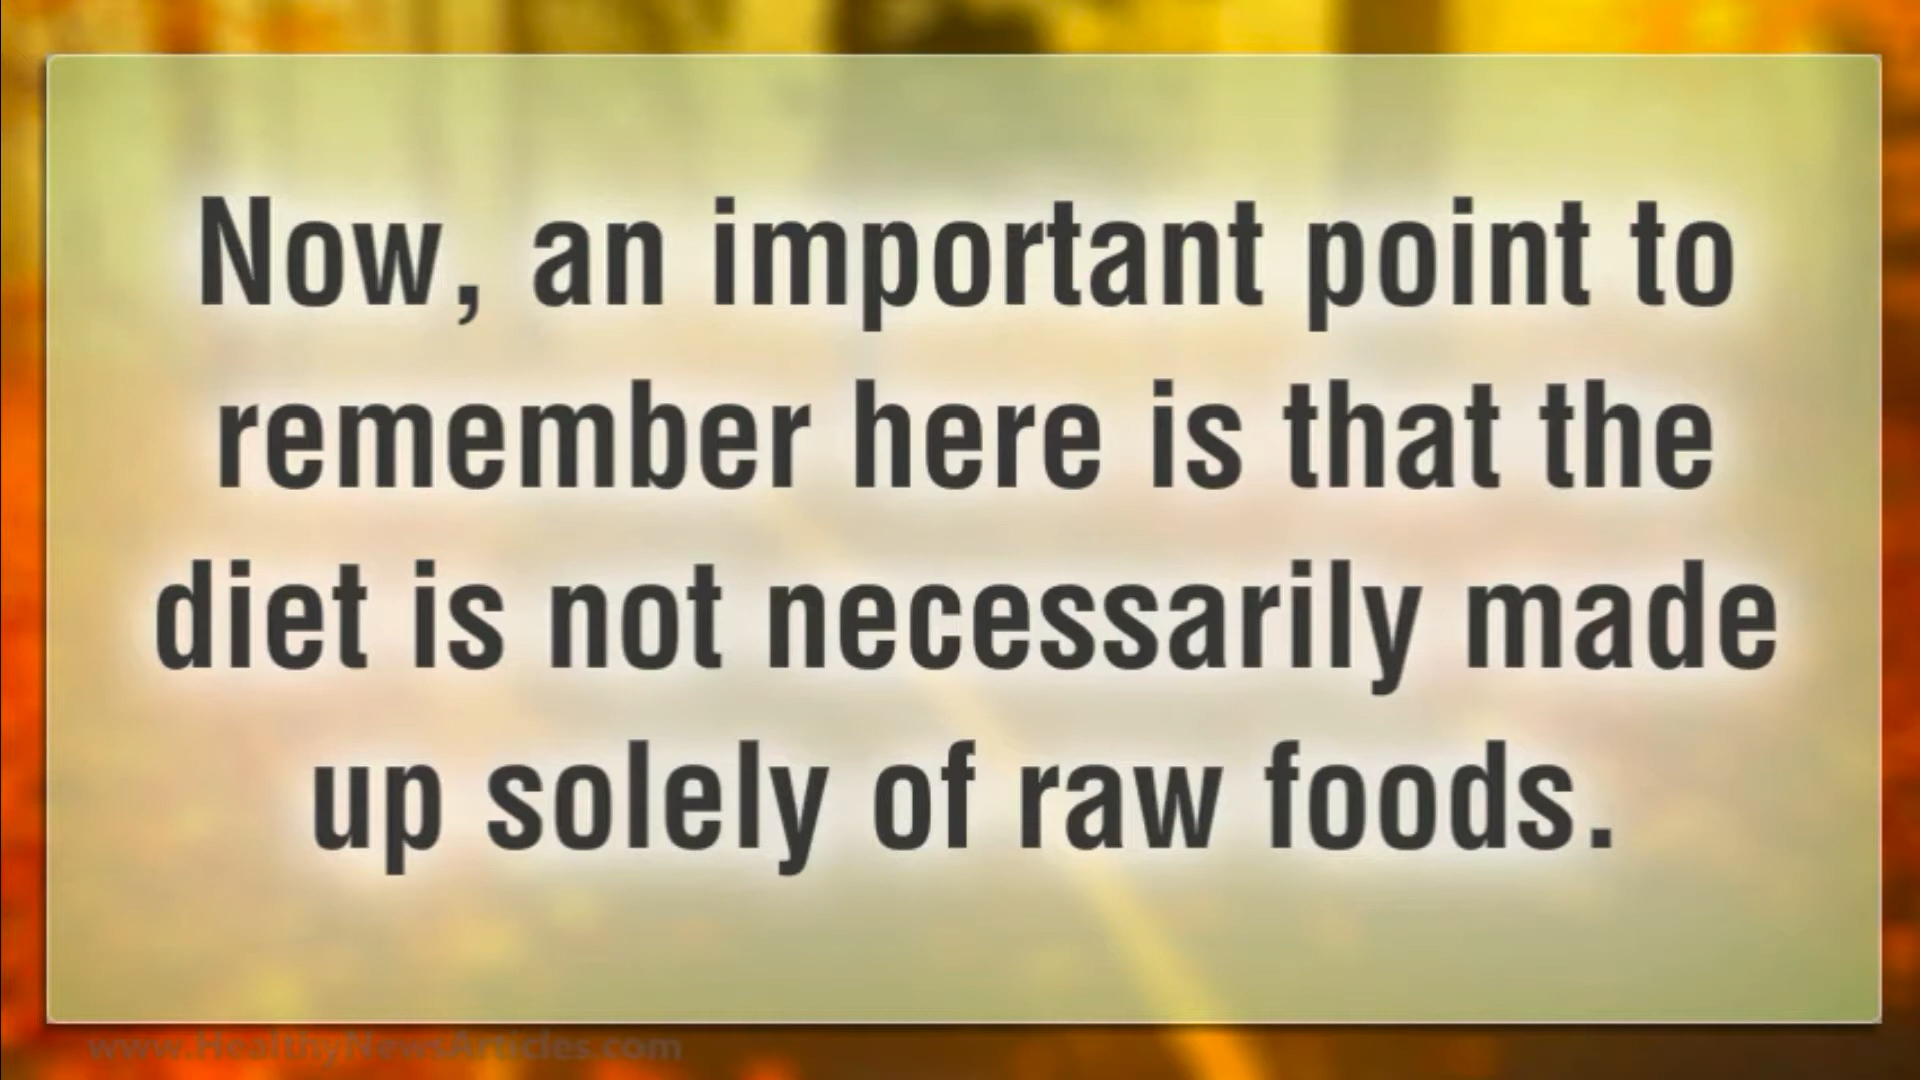 Now, an important point to
remember here is that the
diet is not necessarily made
up solely of raw foods.
www.HealthyNewsArticles.com